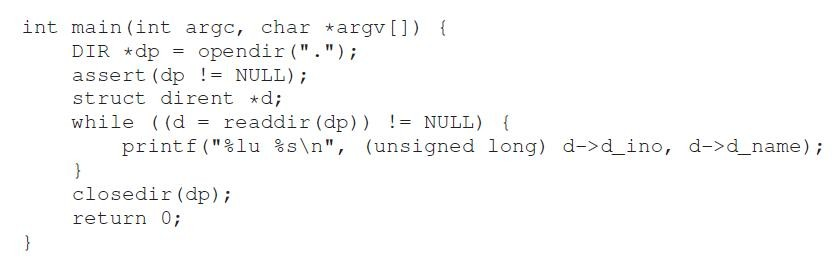 int main(int argc, char *argv[]) {
    DIR *dp = opendir(".");
    assert(dp != NULL);
    struct dirent *d;
    while ((d = readdir(dp)) != NULL) {
        printf("%lu %s\n", (unsigned long) d->d_ino, d->d_name);
    }
    closedir(dp);
    return 0;
}